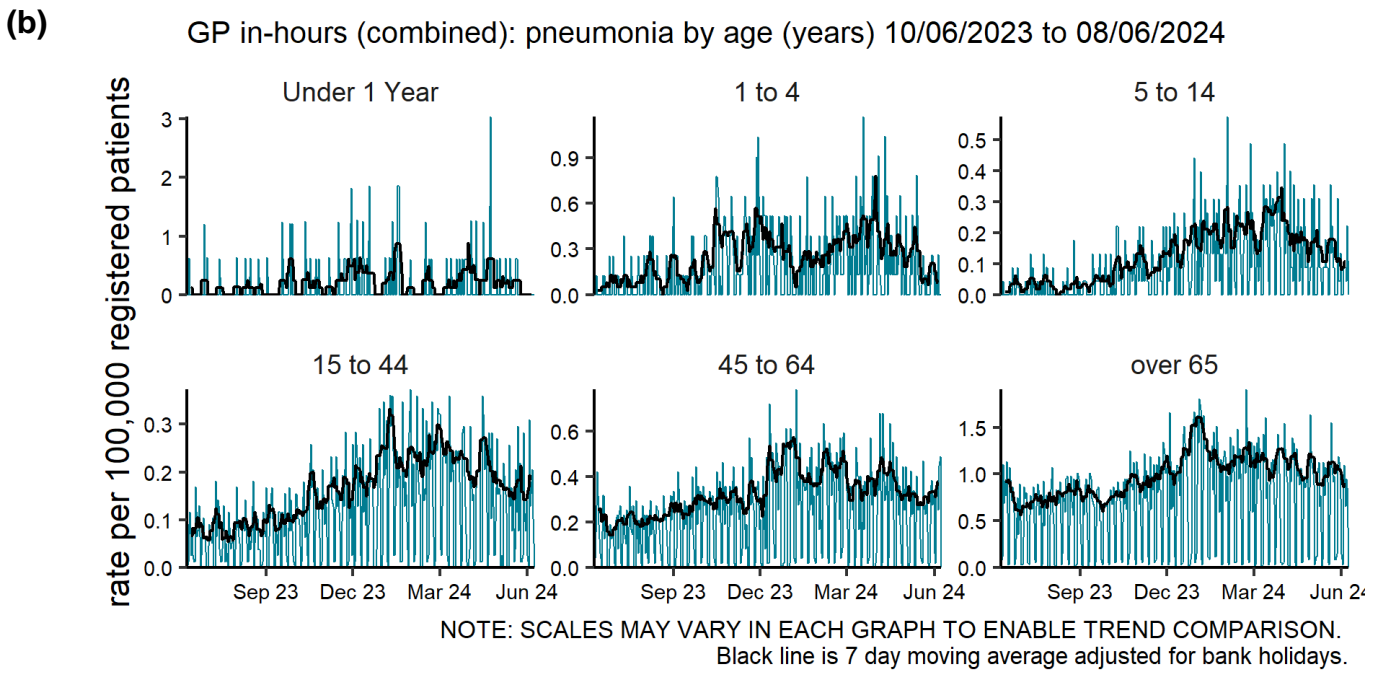 (b)
GP in-hours (combined): pneumonia by age (years) 10/06/2023 to 08/06/2024
rate per 100,000 registered patients
Under 1 Year
3
2
1
0
1 to 4
0.9
0.6
0.3
0.0
5 to 14
0.5
0.4
0.3
0.2
0.1
0.0
15 to 44
0.3
0.2
0.1
0.0
Sep 23 Dec 23 Mar 24 Jun 24
45 to 64
0.6
0.4
0.2
0.0
Sep 23 Dec 23 Mar 24 Jun 24
over 65
1.5
1.0
0.5
0.0
Sep 23 Dec 23 Mar 24 Jun 24
NOTE: SCALES MAY VARY IN EACH GRAPH TO ENABLE TREND COMPARISON.
Black line is 7 day moving average adjusted for bank holidays.